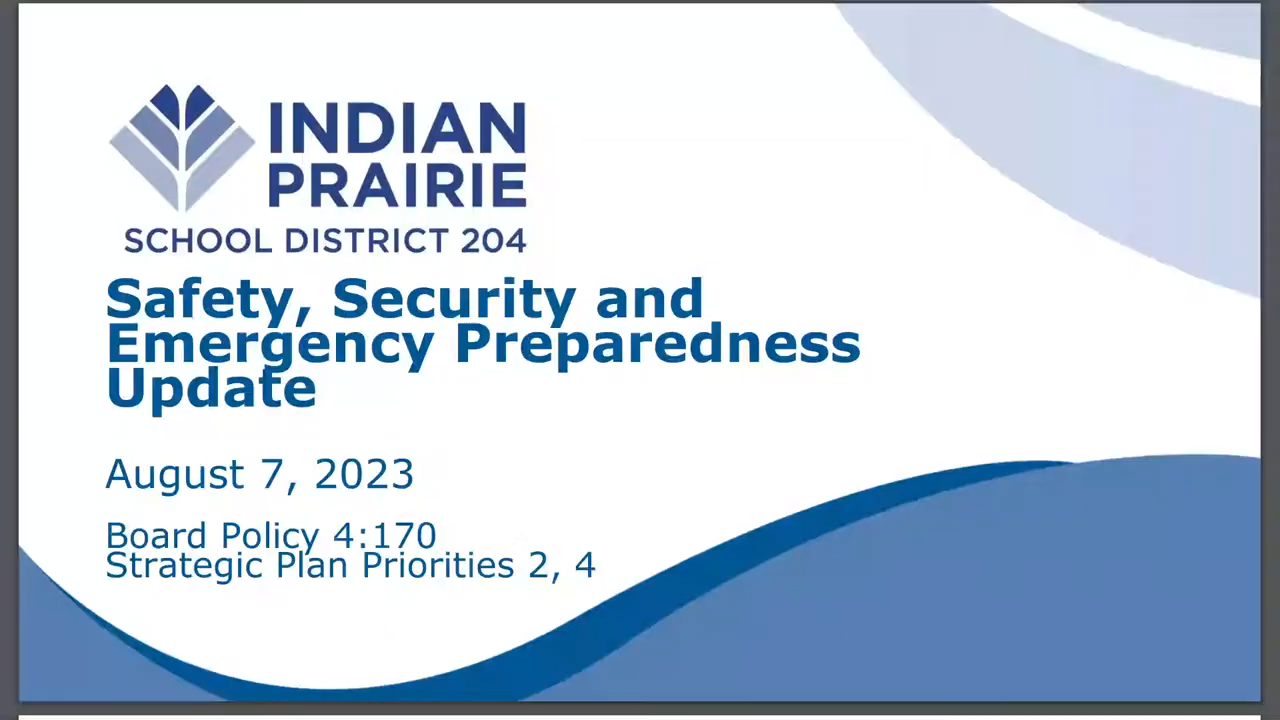 INDIAN
PRAIRIE
SCHOOL DISTRICT 204
Safety, Security and
Emergency Preparedness
Update
August 7, 2023
Board Policy 4:170
Strategic Plan Priorities 2, 4